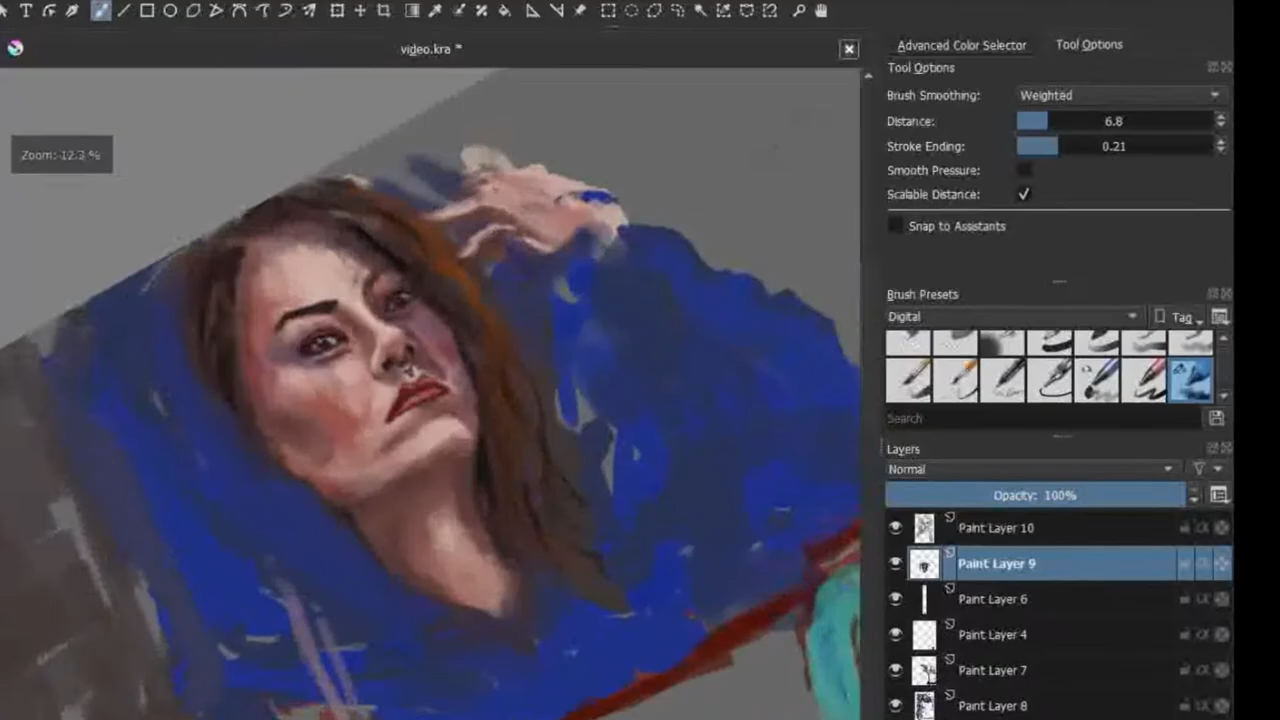 video.kra *
Advanced Color Selector
Tool Options
Tool Options
Zoom: 12.3 %
Brush Smoothing:
Weighted
Distance:
6.8
Stroke Ending:
0.21
Smooth Pressure:
Scalable Distance:
Snap to Assistants
Brush Presets
Digital
Tag
Search
Layers
Normal
Opacity: 100%
Paint Layer 10
Paint Layer 9
Paint Layer 6
Paint Layer 4
Paint Layer 7
Paint Layer 8